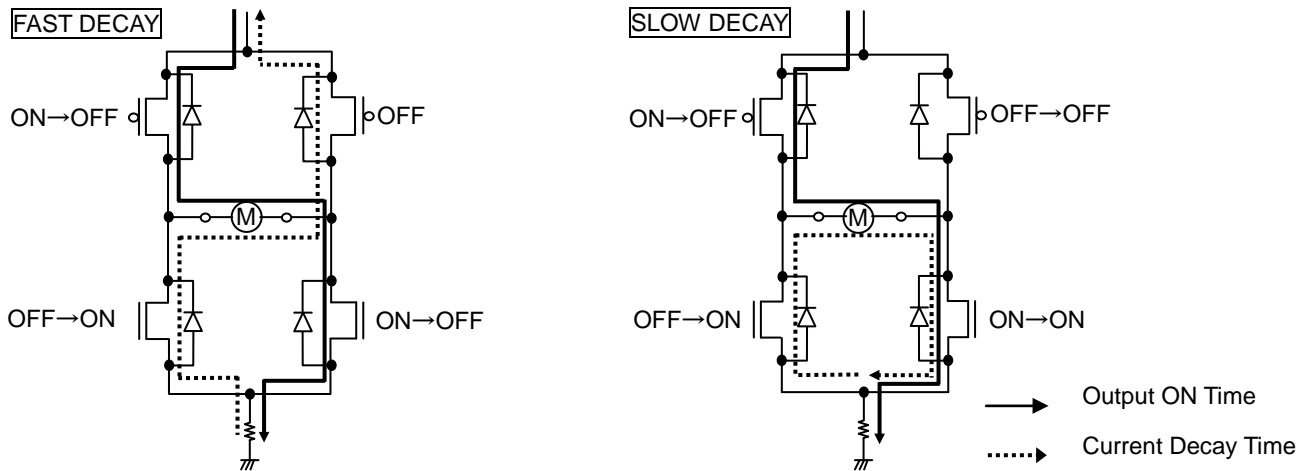 FAST DECAY
ON→OFF
OFF
M
OFF→ON
ON→OFF
SLOW DECAY
ON→OFF
OFF→OFF
M
OFF→ON
ON→ON
Output ON Time
Current Decay Time